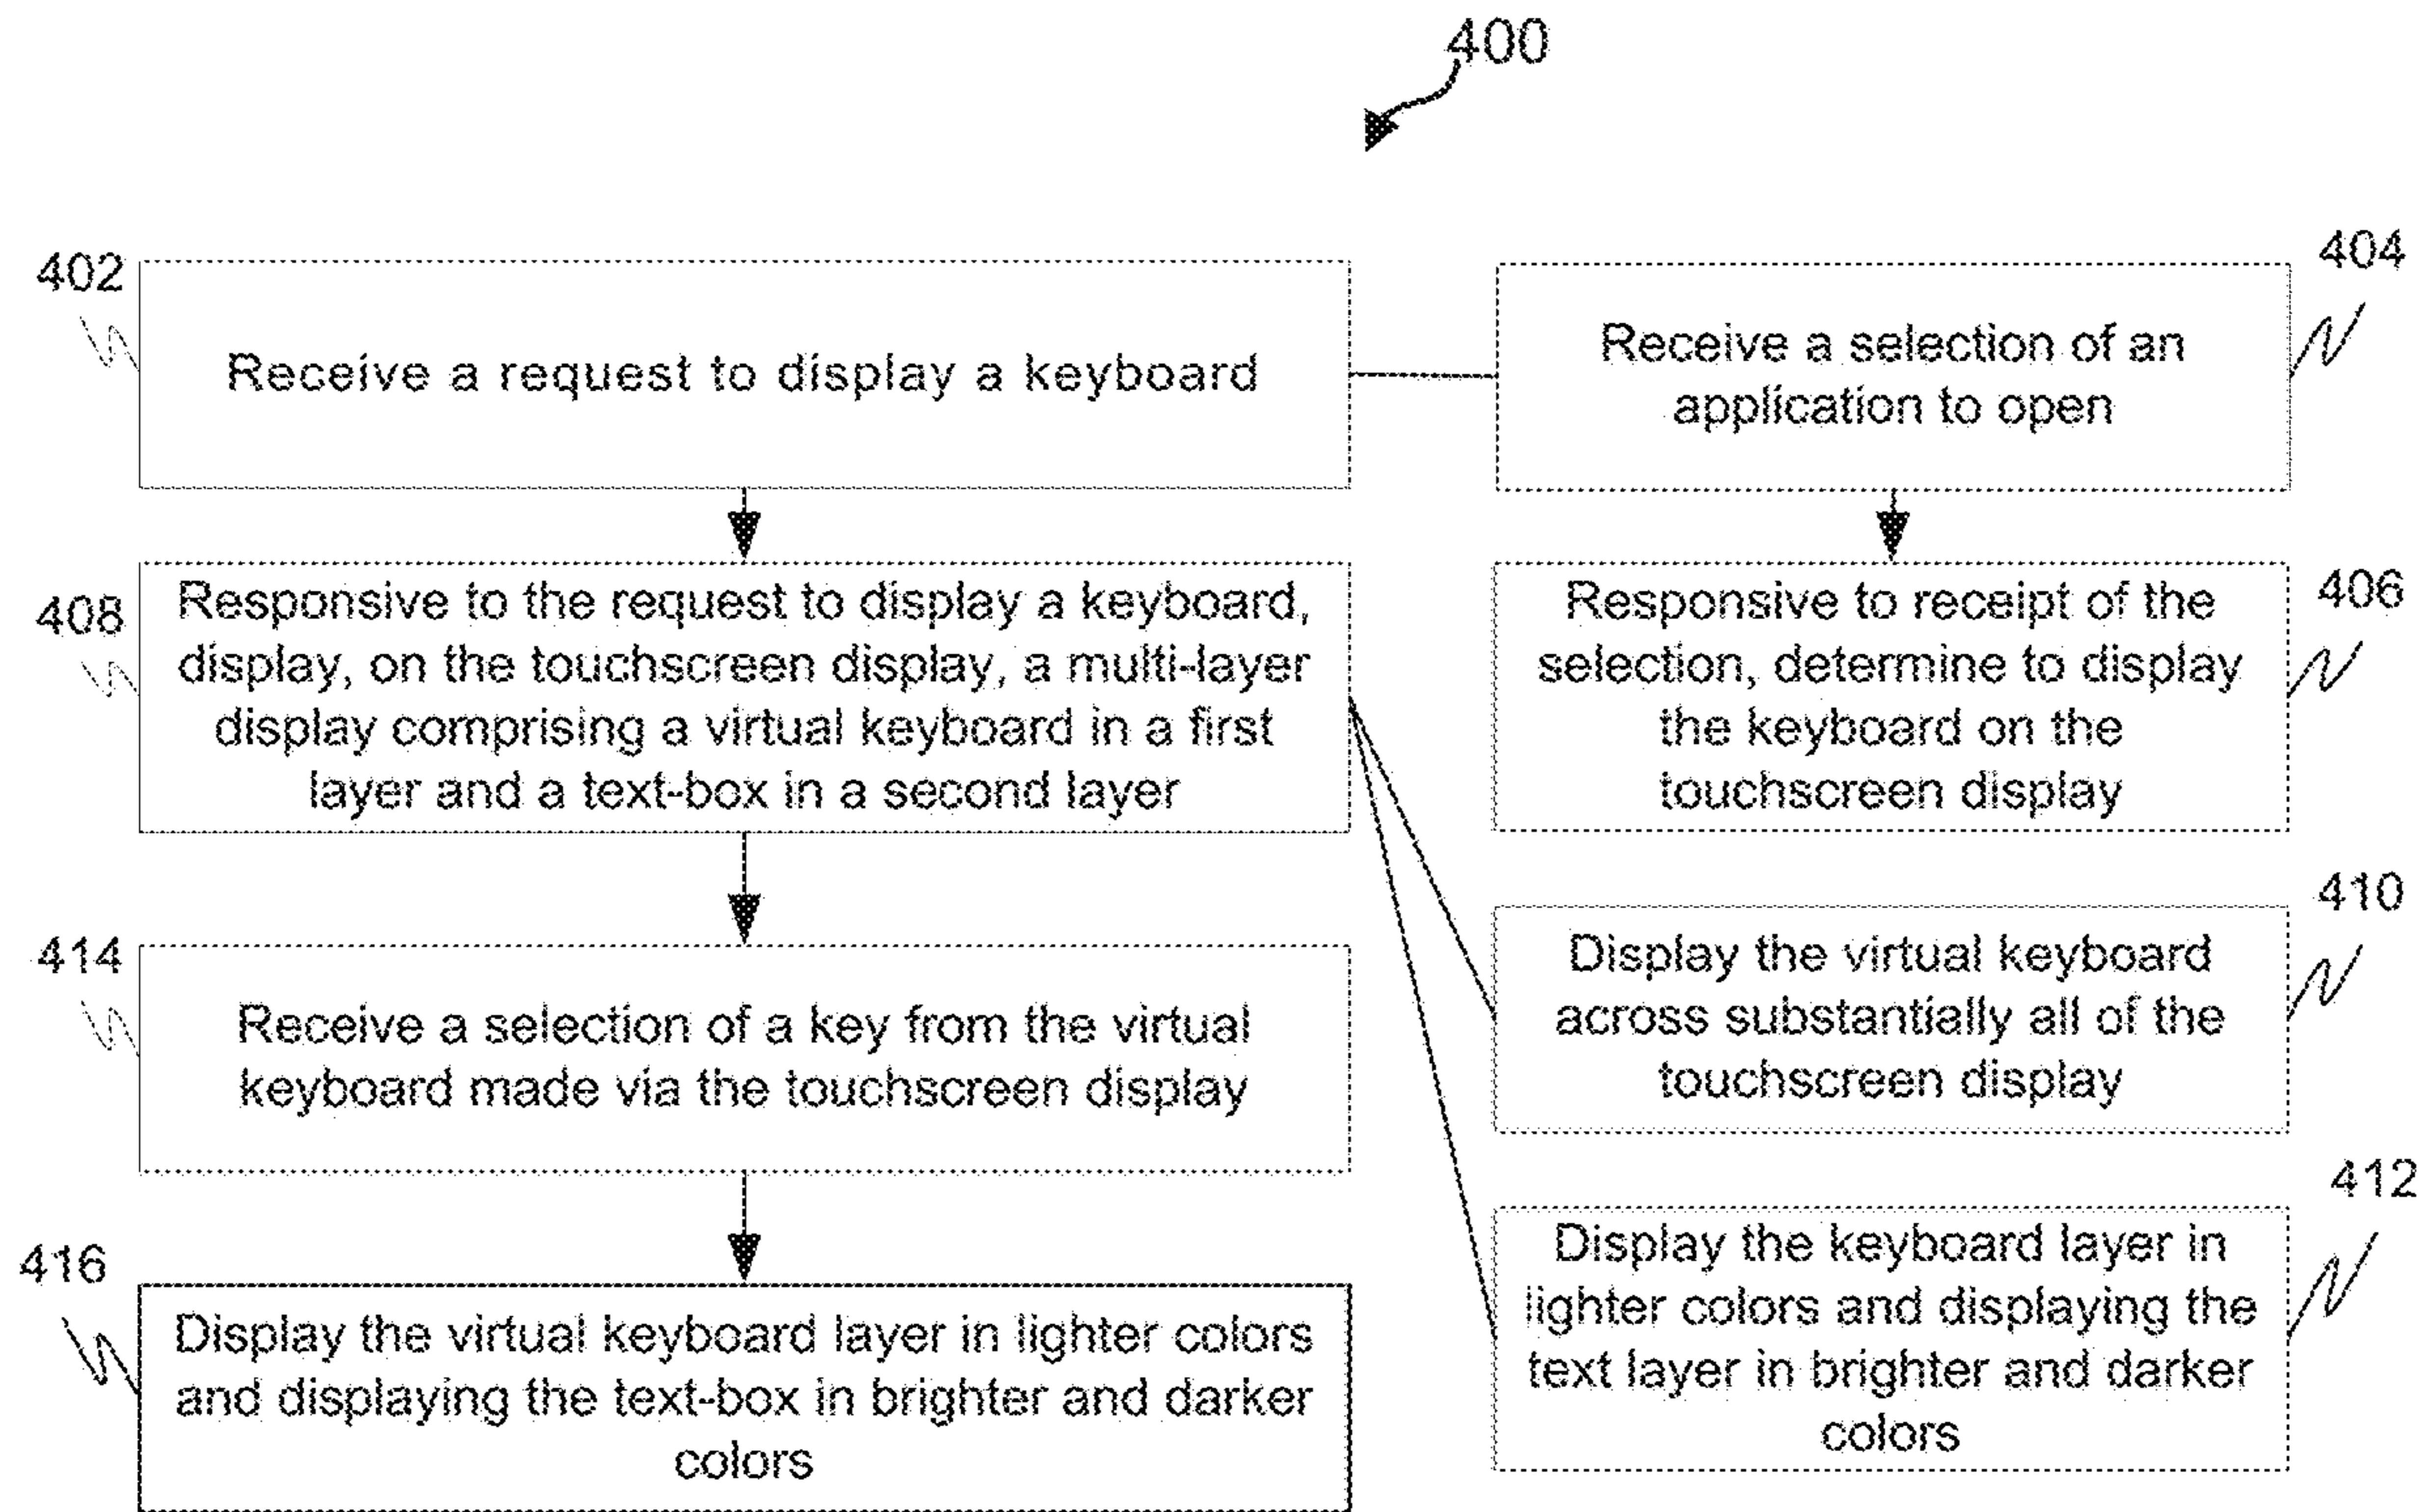 400
402
Receive a request to display a keyboard
404
Receive a selection of an
application to open
408
Responsive to the request to display a keyboard,
display, on the touchscreen display, a multi-layer
display comprising a virtual keyboard in a first
layer and a text-box in a second layer
406
Responsive to receipt of the
selection, determine to display
the keyboard on the
touchscreen display
410
Display the virtual keyboard
across substantially all of the
touchscreen display
414
Receive a selection of a key from the virtual
keyboard made via the touchscreen display
412
Display the keyboard layer in
lighter colors and displaying the
text layer in brighter and darker
colors
416
Display the virtual keyboard layer in lighter colors
and displaying the text-box in brighter and darker
colors